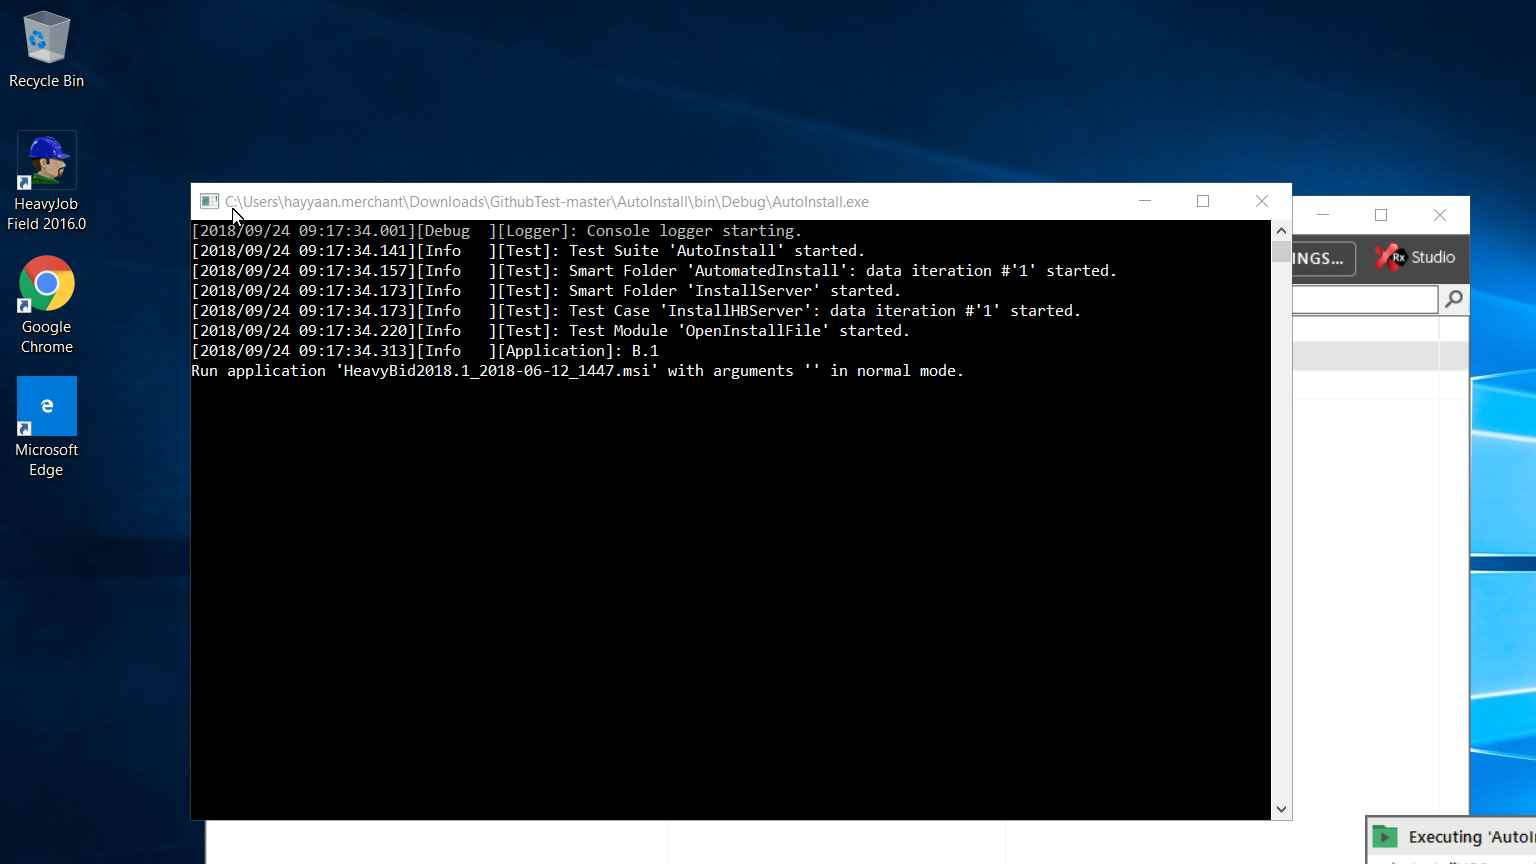 Recycle Bin
HeavyJob
Field 2016.0
Google
Chrome
Microsoft
Edge
C:\Users\hayyaan.merchant\Downloads\GithubTest-master\AutoInstall\bin\Debug\AutoInstall.exe
[2018/09/24 09:17:34.001][Debug  ][Logger]: Console logger starting.
[2018/09/24 09:17:34.141][Info   ][Test]: Test Suite 'AutoInstall' started.
[2018/09/24 09:17:34.157][Info   ][Test]: Smart Folder 'AutomatedInstall': data iteration #'1' started.
[2018/09/24 09:17:34.173][Info   ][Test]: Smart Folder 'InstallServer' started.
[2018/09/24 09:17:34.173][Info   ][Test]: Test Case 'InstallHBServer': data iteration #'1' started.
[2018/09/24 09:17:34.220][Info   ][Test]: Test Module 'OpenInstallFile' started.
[2018/09/24 09:17:34.313][Info   ][Application]: B.1
Run application 'HeavyBid2018.1_2018-06-12_1447.msi' with arguments '' in normal mode.
INGS...
Rx Studio
Executing 'AutoI